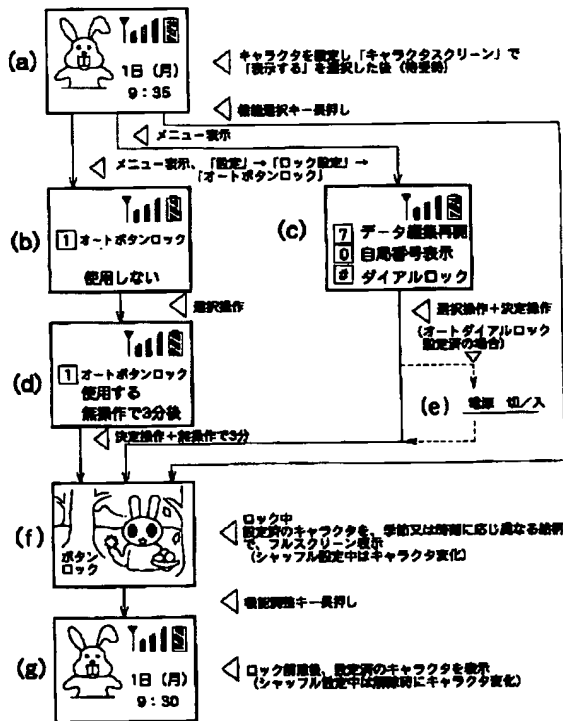 (a)
1日 (月)
9:35
キャラクタを設定し「キャラクタスクリーン」で
「表示する」を選択した後 (待受時)
機能選択キー長押し
メニュー表示
メニュー表示、「設定」→「ロック設定」→
「オートボタンロック」
(b)
1 オートボタンロック
使用しない
(c)
7 データ編集再開
0 自局番号表示
# ダイアルロック
選択操作
選択操作+決定操作
(オートダイアルロック
設定済の場合)
(d)
1 オートボタンロック
使用する
無操作で3分後
(e)
電源 切/入
決定操作+無操作で3分
(f)
ボタン
ロック
ロック中
設定済のキャラクタを、季節又は時刻に応じ異なる絵柄
で、フルスクリーン表示
(シャッフル設定中はキャラクタ変化)
機能調整キー長押し
(g)
1日 (月)
9:30
ロック解除後、設定済のキャラクタを表示
(シャッフル設定中は解除時にキャラクタ変化)